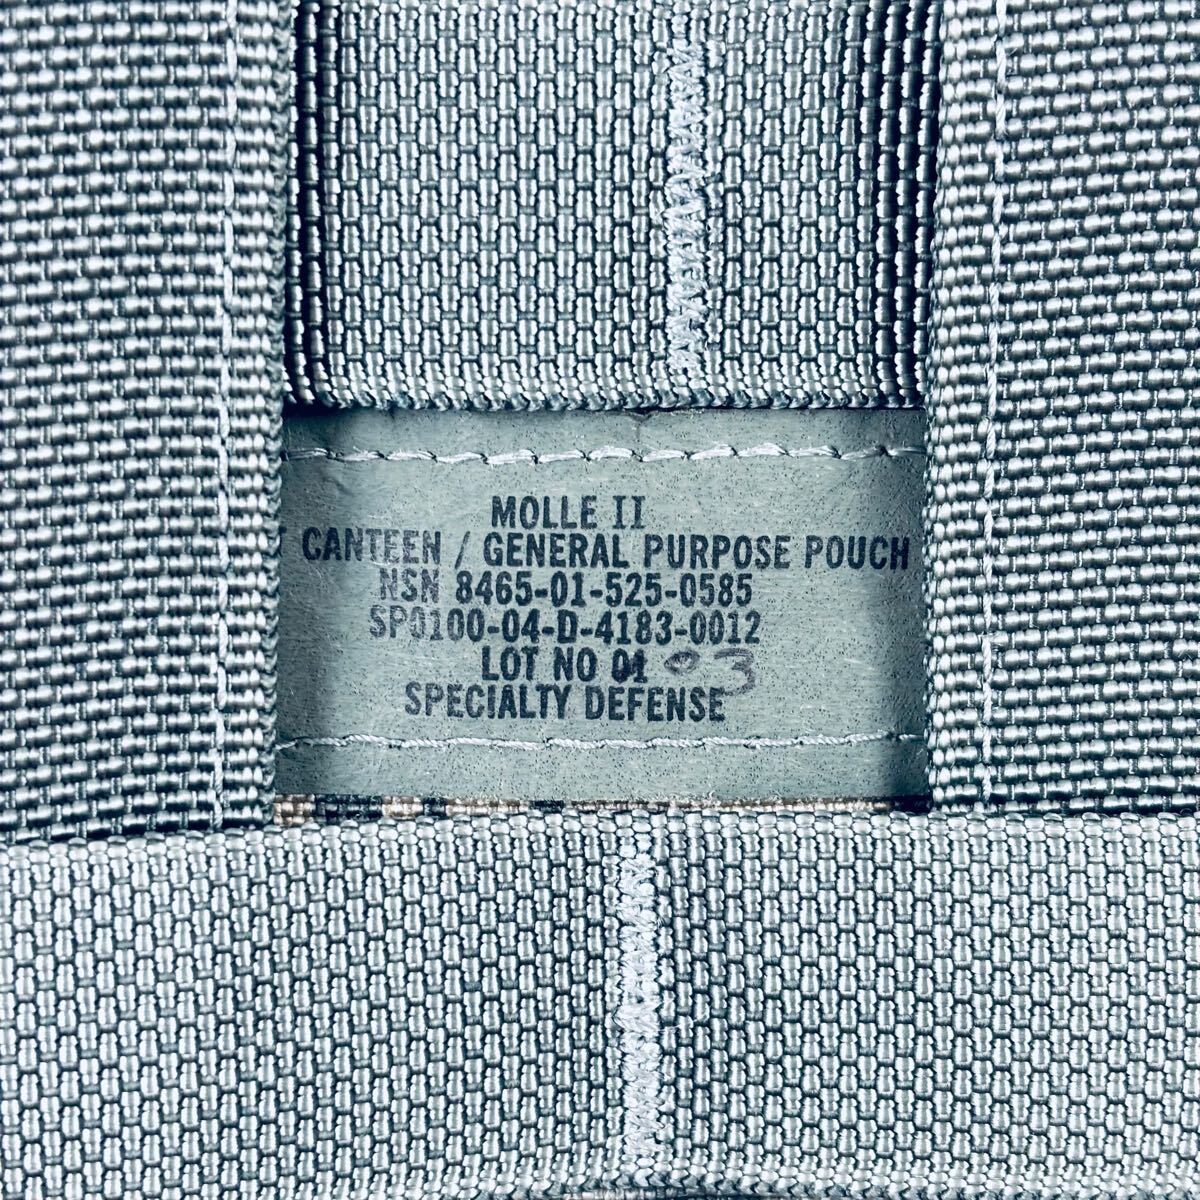 MOLLE II
CANTEEN / GENERAL PURPOSE POUCH
NSN 8465-01-525-0585
SP0100-04-D-4183-0012
LOT NO 01 03
SPECIALTY DEFENSE